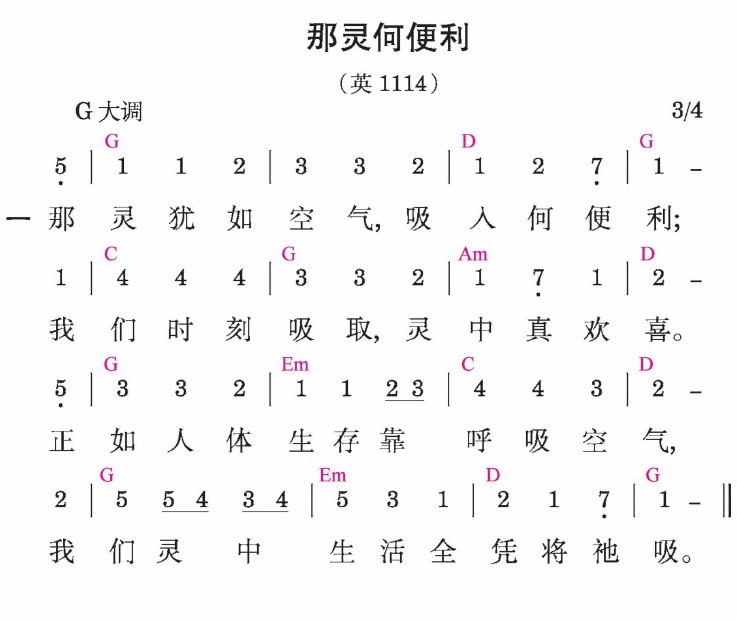 那灵何便利
（英 1114）
G 大调 3/4
G D G
5 | 1 1 2 | 3 3 2 | 1 2 7 | 1 –
一 那 灵 犹 如 空 气, 吸 入 何 便 利;
C G Am D
1 | 4 4 4 | 3 3 2 | 1 7 1 | 2 –
我 们 时 刻 吸 取, 灵 中 真 欢 喜。
G Em C D
5 | 3 3 2 | 1 1 2 3 | 4 4 3 | 2 –
正 如 人 体 生 存 靠 呼 吸 空 气,
G Em D G
2 | 5 5 4 3 4 | 5 3 1 | 2 1 7 | 1 – ‖
我 们 灵 中 生 活 全 凭 将 祂 吸。